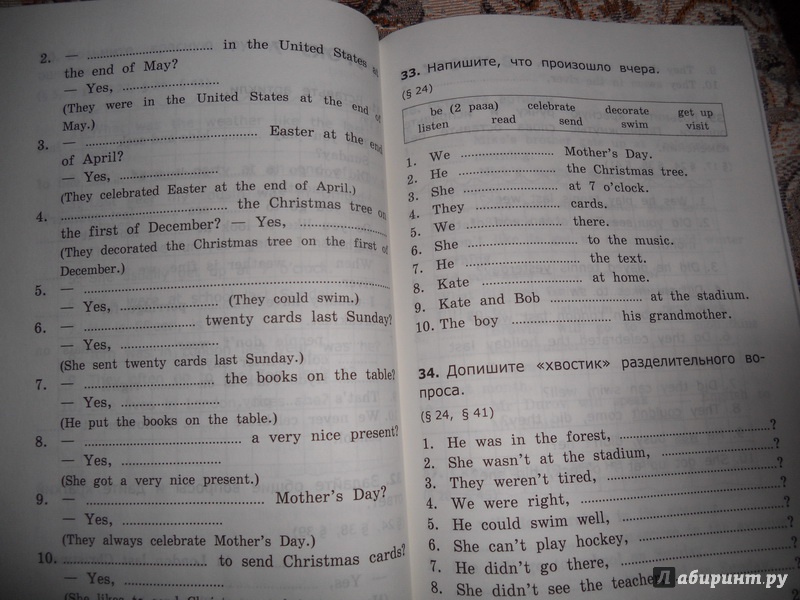 2. — .................................... in the United States at
the end of May?
— Yes, ............................
(They were in the United States at the end of
May.)
3. — .................................... Easter at the end
of April?
— Yes, ............................
(They celebrated Easter at the end of April.)
4. .................................... the Christmas tree on
the first of December? — Yes, ............................
(They decorated the Christmas tree on the first of
December.)
5. — ....................................
— Yes, ............................ (They could swim.)
6. — ............................ twenty cards last Sunday?
— Yes, ............................
(She sent twenty cards last Sunday.)
7. — .................................... the books on the table?
— Yes, ............................
(He put the books on the table.)
8. — .................................... a very nice present?
— Yes, ............................
(She got a very nice present.)
9. — .................................... Mother's Day?
— Yes, ............................
(They always celebrate Mother's Day.)
10. .................................... to send Christmas cards?
— Yes, ............................
33. Напишите, что произошло вчера.
(§ 24)
be (2 раза) celebrate decorate get up
listen read send swim visit
1. We ............................ Mother's Day.
2. He ............................ the Christmas tree.
3. She ............................ at 7 o'clock.
4. They ............................ cards.
5. We ............................ there.
6. She ............................ to the music.
7. He ............................ the text.
8. Kate ............................ at home.
9. Kate and Bob ............................ at the stadium.
10. The boy ............................ his grandmother.
34. Допишите «хвостик» разделительного во-
проса.
(§ 24, § 41)
1. He was in the forest, ....................................?
2. She wasn't at the stadium, ............................?
3. They weren't tired, ....................................?
4. We were right, ....................................?
5. He could swim well, ....................................?
6. She can't play hockey, ............................?
7. He didn't go there, ............................?
8. She didn't see the teacher
Лабиринт.ру